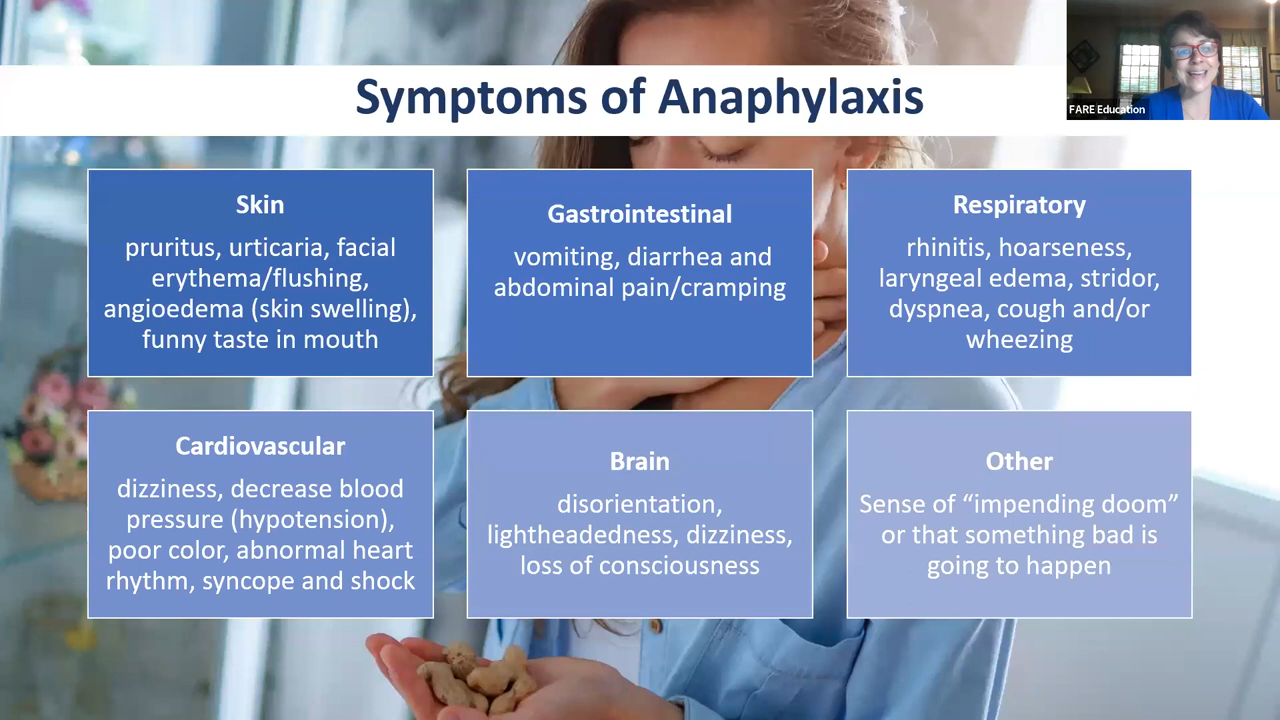 Symptoms of Anaphylaxis
FARE Education
Skin
pruritus, urticaria, facial
erythema/flushing,
angioedema (skin swelling),
funny taste in mouth
Gastrointestinal
vomiting, diarrhea and
abdominal pain/cramping
Respiratory
rhinitis, hoarseness,
laryngeal edema, stridor,
dyspnea, cough and/or
wheezing
Cardiovascular
dizziness, decrease blood
pressure (hypotension),
poor color, abnormal heart
rhythm, syncope and shock
Brain
disorientation,
lightheadedness, dizziness,
loss of consciousness
Other
Sense of “impending doom”
or that something bad is
going to happen